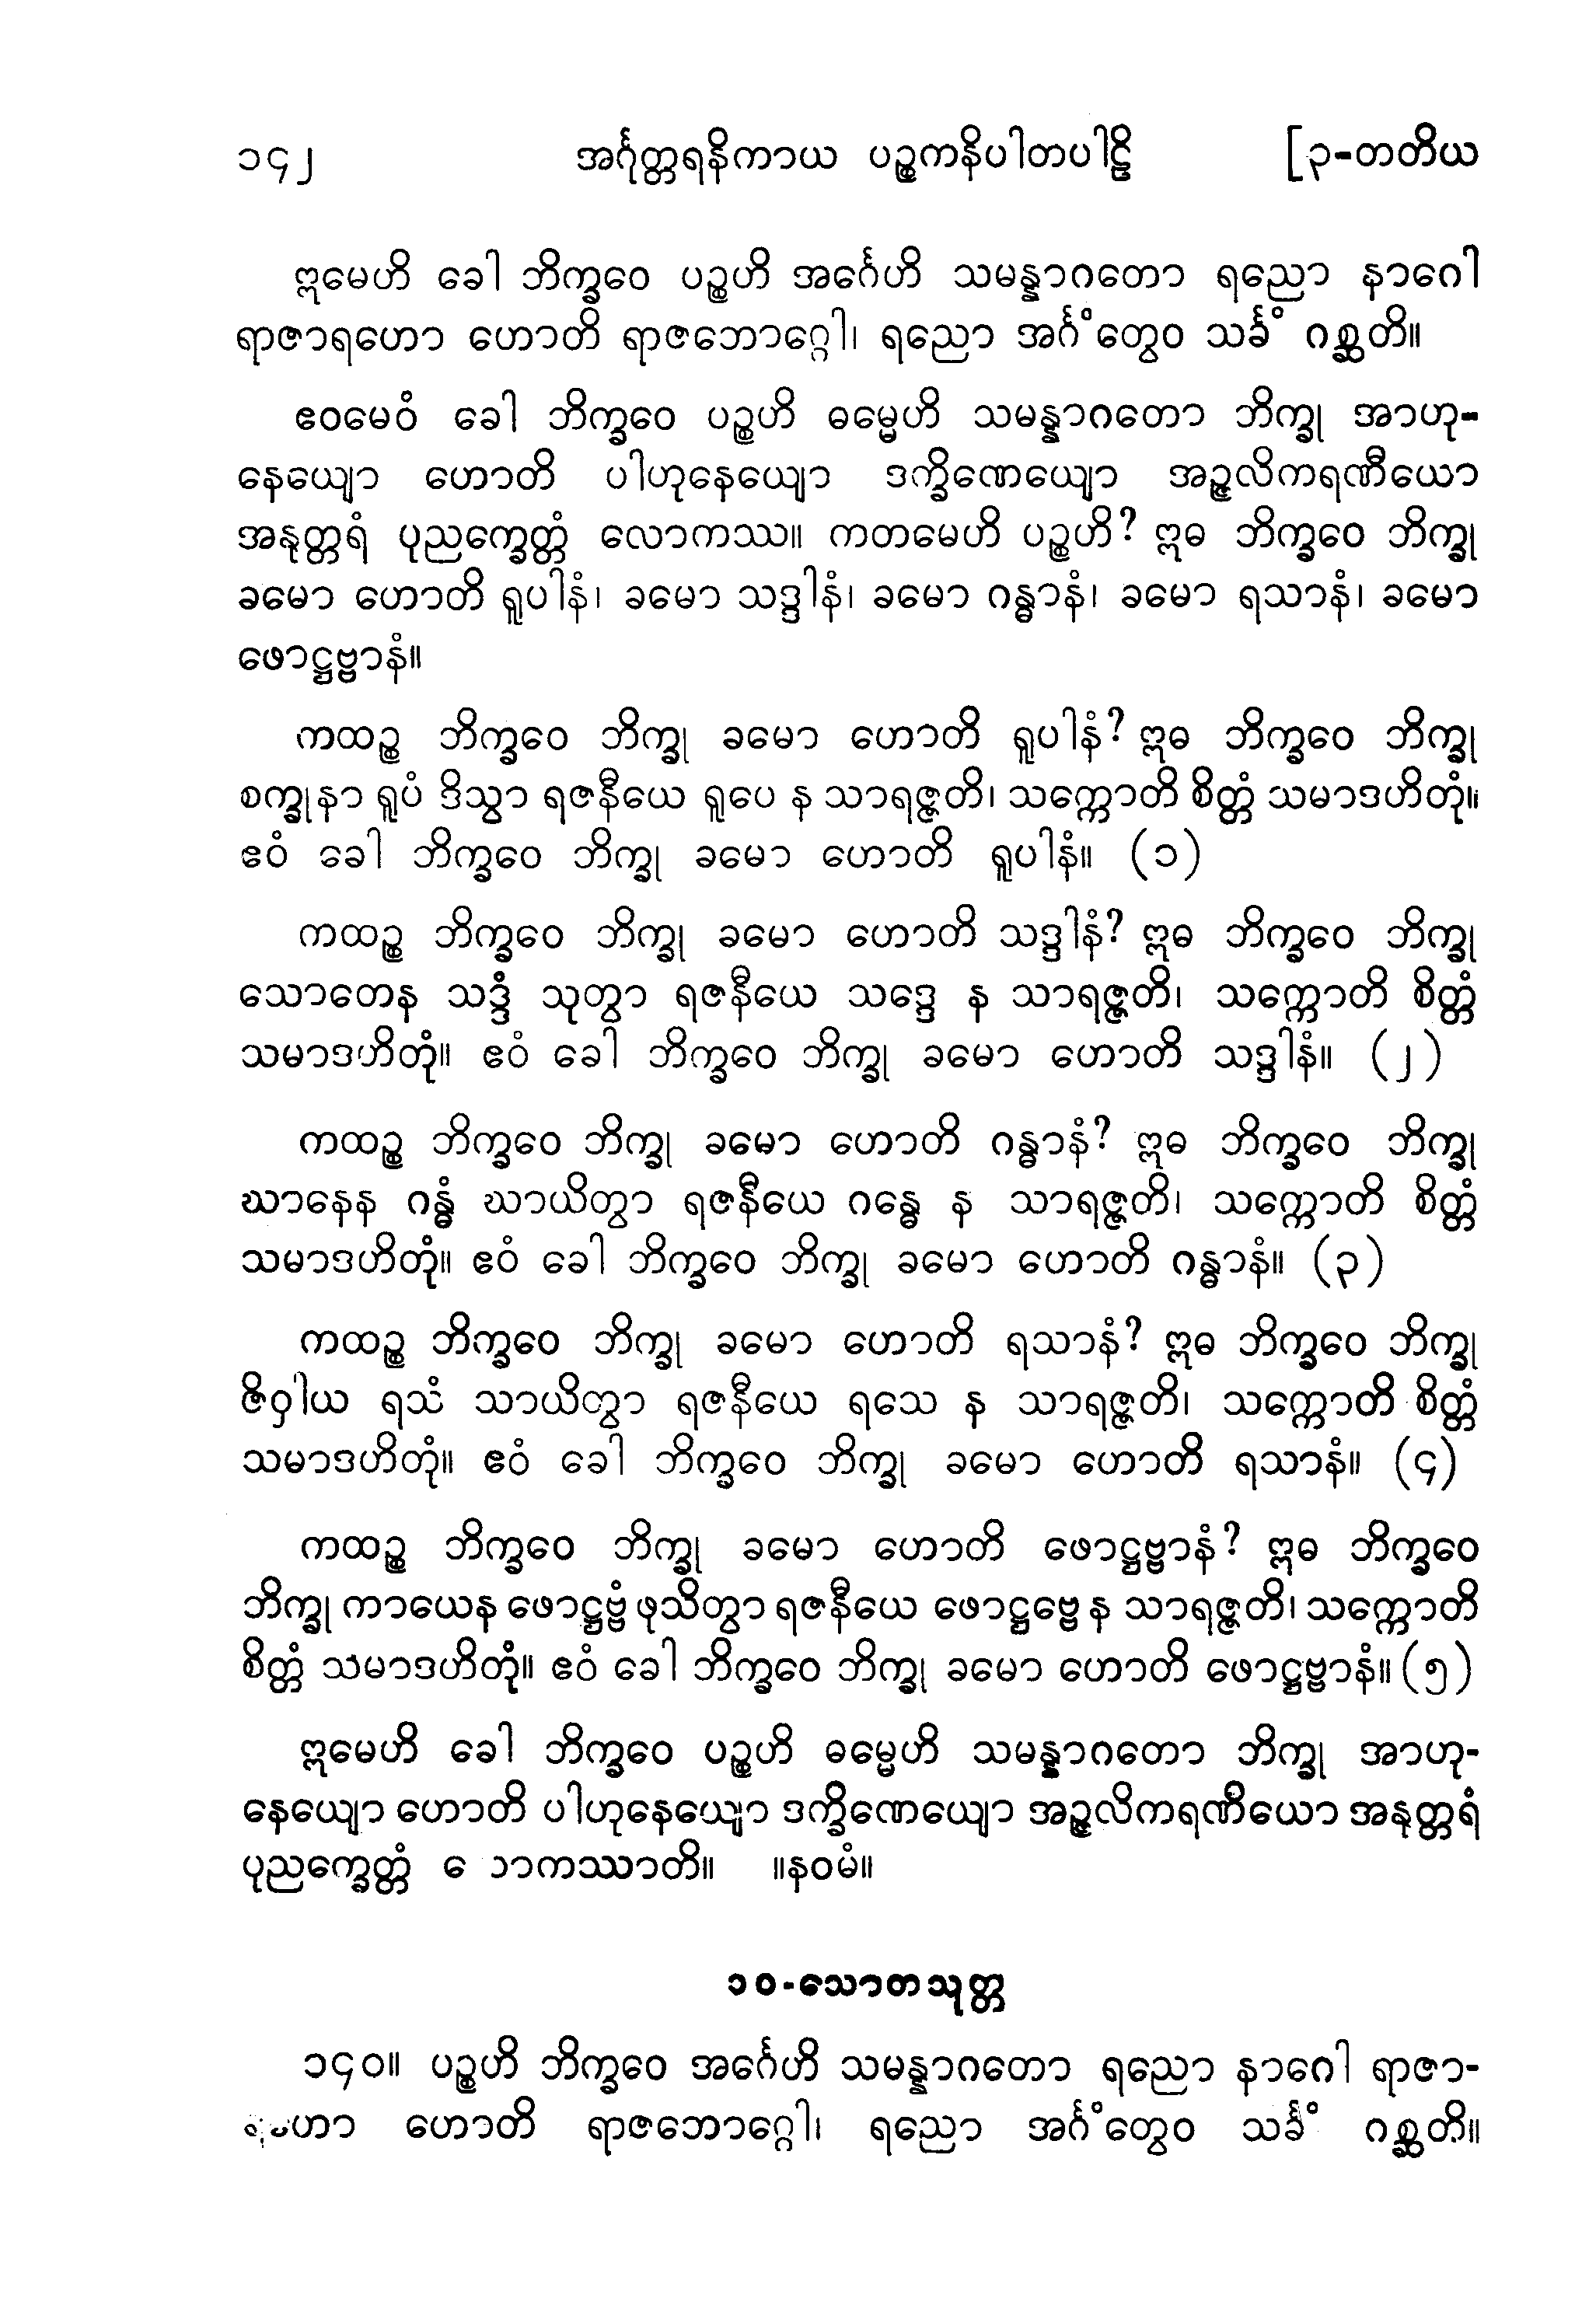 ၁၄၂ အင်္ဂုတ္တရနိကာယ ပဉ္စကနိပါတပါဠိ [၃-တတိယ
ဣမေဟိ ခေါ ဘိက္ခဝေ ပဉ္စဟိ အင်္ဂေဟိ သမန္နာဂတော ရညော နာဂေါ
ရာဇာရဟော ဟောတိ ရာဇဘောဂ္ဂေါ၊ ရညော အင်္ဂံတွေဝ သင်္ခံ ဂစ္ဆတိ။
ဧဝမေဝံ ခေါ ဘိက္ခဝေ ပဉ္စဟိ ဓမ္မေဟိ သမန္နာဂတော ဘိက္ခု အာဟု-
နေယျော ဟောတိ ပါဟုနေယျော ဒက္ခိဏေယျော အဉ္ဇလိကရဏီယော
အနုတ္တရံ ပုညက္ခေတ္တံ လောကဿ။ ကတမေဟိ ပဉ္စဟိ? ဣဓ ဘိက္ခဝေ ဘိက္ခု
ခမော ဟောတိ ရူပါနံ၊ ခမော သဒ္ဒါနံ၊ ခမော ဂန္ဓာနံ၊ ခမော ရသာနံ၊ ခမော
ဖောဋ္ဌဗ္ဗာနံ။
ကထဉ္စ ဘိက္ခဝေ ဘိက္ခု ခမော ဟောတိ ရူပါနံ? ဣဓ ဘိက္ခဝေ ဘိက္ခု
စက္ခုနာ ရူပံ ဒိသွာ ရဇနီယေ ရူပေ န သာရဇ္ဇတိ၊ သက္ကောတိ စိတ္တံ သမာဒဟိတုံ။
ဧဝံ ခေါ ဘိက္ခဝေ ဘိက္ခု ခမော ဟောတိ ရူပါနံ။ (၁)
ကထဉ္စ ဘိက္ခဝေ ဘိက္ခု ခမော ဟောတိ သဒ္ဒါနံ? ဣဓ ဘိက္ခဝေ ဘိက္ခု
သောတေန သဒ္ဒံ သုတွာ ရဇနီယေ သဒ္ဒေ န သာရဇ္ဇတိ၊ သက္ကောတိ စိတ္တံ
သမာဒဟိတုံ။ ဧဝံ ခေါ ဘိက္ခဝေ ဘိက္ခု ခမော ဟောတိ သဒ္ဒါနံ။ (၂)
ကထဉ္စ ဘိက္ခဝေ ဘိက္ခု ခမော ဟောတိ ဂန္ဓာနံ? ဣဓ ဘိက္ခဝေ ဘိက္ခု
ဃာနေန ဂန္ဓံ ဃာယိတွာ ရဇနီယေ ဂန္ဓေ န သာရဇ္ဇတိ၊ သက္ကောတိ စိတ္တံ
သမာဒဟိတုံ။ ဧဝံ ခေါ ဘိက္ခဝေ ဘိက္ခု ခမော ဟောတိ ဂန္ဓာနံ။ (၃)
ကထဉ္စ ဘိက္ခဝေ ဘိက္ခု ခမော ဟောတိ ရသာနံ? ဣဓ ဘိက္ခဝေ ဘိက္ခု
ဇိဝှါယ ရသံ သာယိတွာ ရဇနီယေ ရသေ န သာရဇ္ဇတိ၊ သက္ကောတိ စိတ္တံ
သမာဒဟိတုံ။ ဧဝံ ခေါ ဘိက္ခဝေ ဘိက္ခု ခမော ဟောတိ ရသာနံ။ (၄)
ကထဉ္စ ဘိက္ခဝေ ဘိက္ခု ခမော ဟောတိ ဖောဋ္ဌဗ္ဗာနံ? ဣဓ ဘိက္ခဝေ
ဘိက္ခု ကာယေန ဖောဋ္ဌဗ္ဗံ ဖုသိတွာ ရဇနီယေ ဖောဋ္ဌဗ္ဗေ န သာရဇ္ဇတိ၊ သက္ကောတိ
စိတ္တံ သမာဒဟိတုံ။ ဧဝံ ခေါ ဘိက္ခဝေ ဘိက္ခု ခမော ဟောတိ ဖောဋ္ဌဗ္ဗာနံ။ (၅)
ဣမေဟိ ခေါ ဘိက္ခဝေ ပဉ္စဟိ ဓမ္မေဟိ သမန္နာဂတော ဘိက္ခု အာဟု-
နေယျော ဟောတိ ပါဟုနေယျော ဒက္ခိဏေယျော အဉ္ဇလိကရဏီယော အနုတ္တရံ
ပုညက္ခေတ္တံ လောကဿာတိ။ ။နဝမံ။
၁၀-သောတသုတ္တ
၁၄၀။ ပဉ္စဟိ ဘိက္ခဝေ အင်္ဂေဟိ သမန္နာဂတော ရညော နာဂေါ ရာဇာ-
ရဟော ဟောတိ ရာဇဘောဂ္ဂေါ၊ ရညော အင်္ဂံတွေဝ သင်္ခံ ဂစ္ဆတိ။